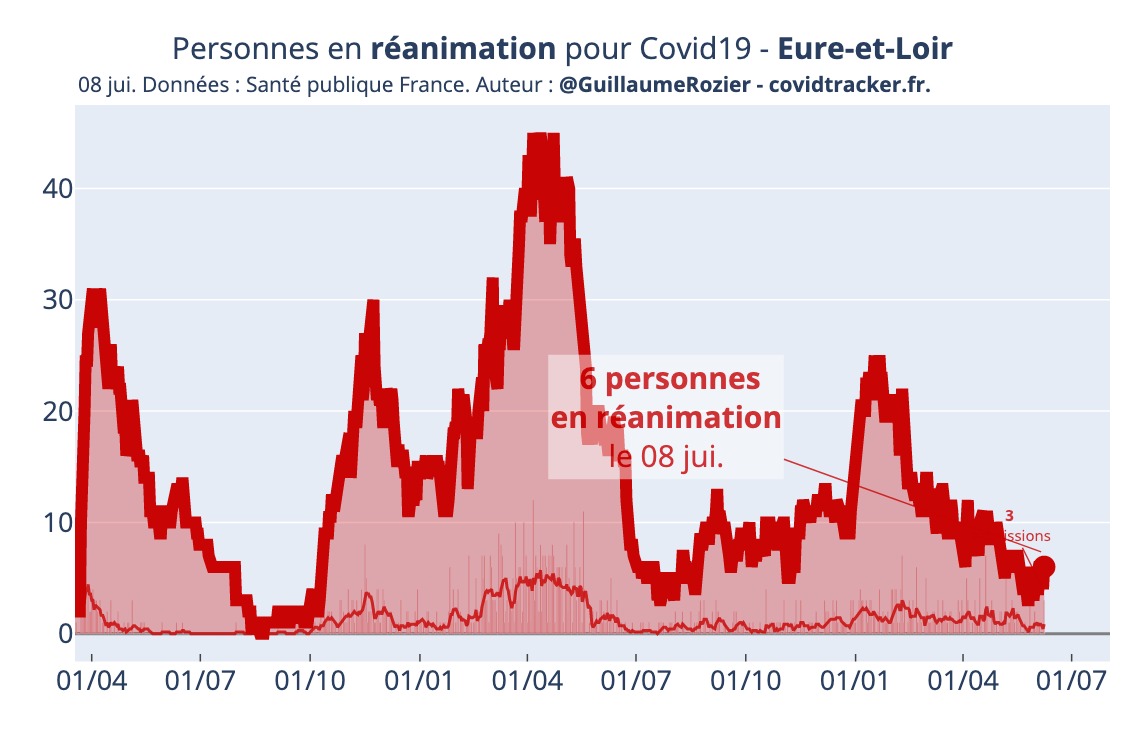 Personnes en réanimation pour Covid19 - Eure-et-Loir
08 jui. Données : Santé publique France. Auteur : @GuillaumeRozier - covidtracker.fr.
40
30
20
10
0
6 personnes
en réanimation
le 08 jui.
3
01/04 01/07 01/10 01/01 01/04 01/07 01/10 01/01 01/04 01/07